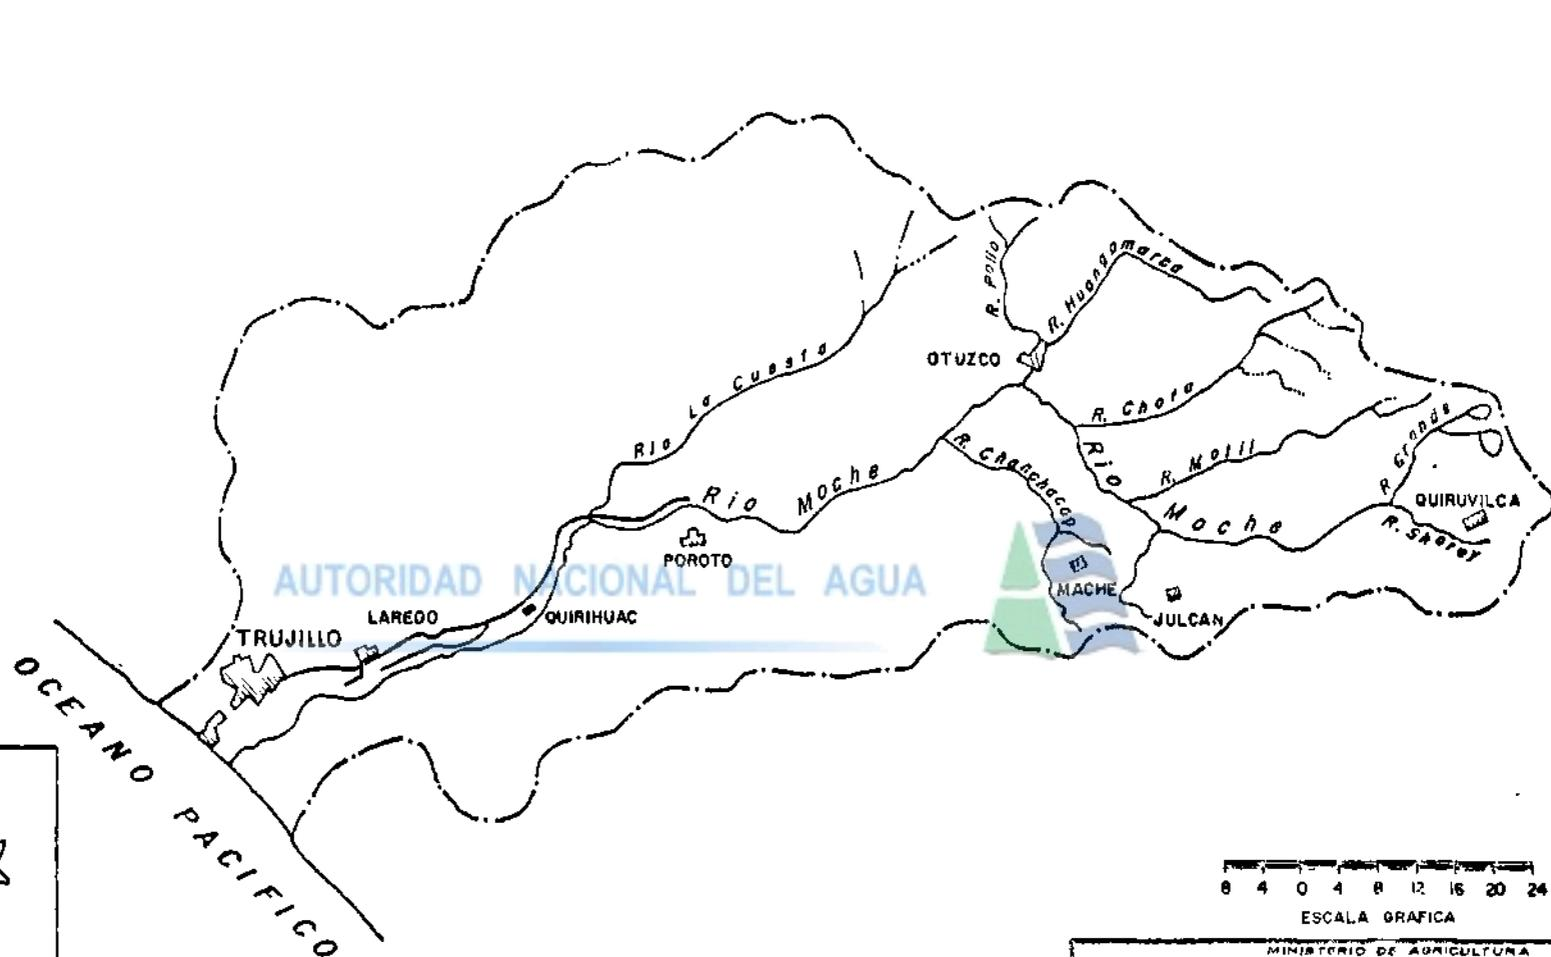 R. Pollo
R. Huangamarca
OTUZCO
Rio La Cuesta
R. Chota
R. Motil
R. Grande
R. Chanchacap
Rio Moche
Rio Moche
QUIRUVILCA
R. Shorey
POROTO
AUTORIDAD NACIONAL DEL AGUA
MACHE
JULCAN
LAREDO
QUIRIHUAC
TRUJILLO
OCEANO PACIFICO
8 4 0 4 8 12 16 20 24
ESCALA GRAFICA
MINISTERIO DE AGRICULTURA